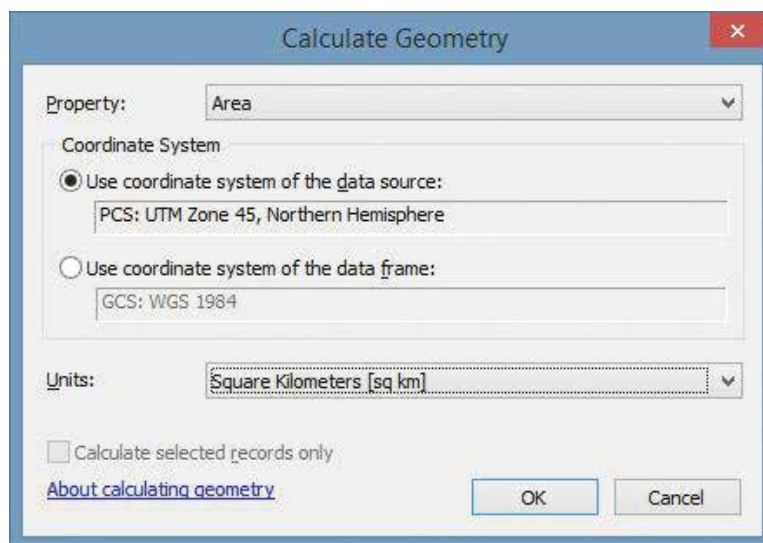 Calculate Geometry
Property:
Area
Coordinate System
Use coordinate system of the data source:
PCS: UTM Zone 45, Northern Hemisphere
Use coordinate system of the data frame:
GCS: WGS 1984
Units:
Square Kilometers [sq km]
Calculate selected records only
About calculating geometry
OK
Cancel